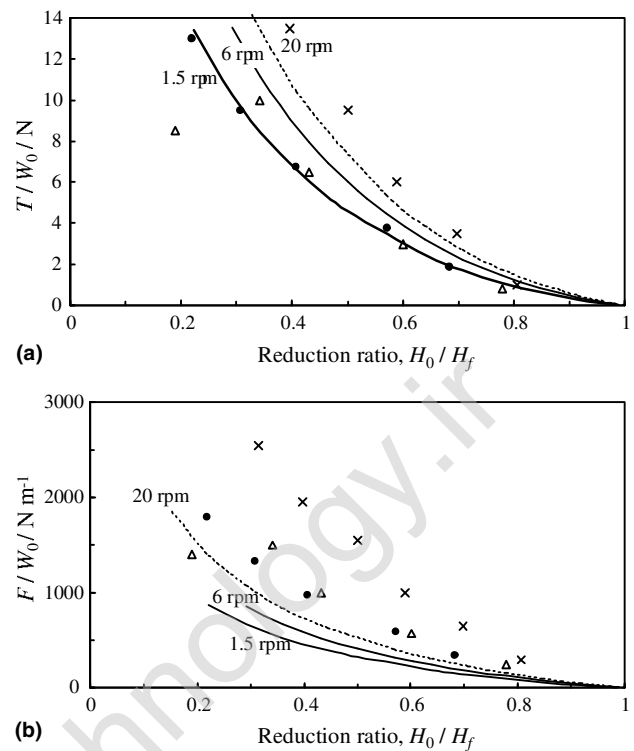 14
12
10
8
6
4
2
0
T / W0 / N
1.5 rpm
6 rpm
20 rpm
0
0.2
0.4
0.6
0.8
1
(a)
Reduction ratio, H0 / Hf
3000
2000
1000
0
F / W0 / N m-1
20 rpm
6 rpm
1.5 rpm
0
0.2
0.4
0.6
0.8
1
(b)
Reduction ratio, H0 / Hf
hnology.ir